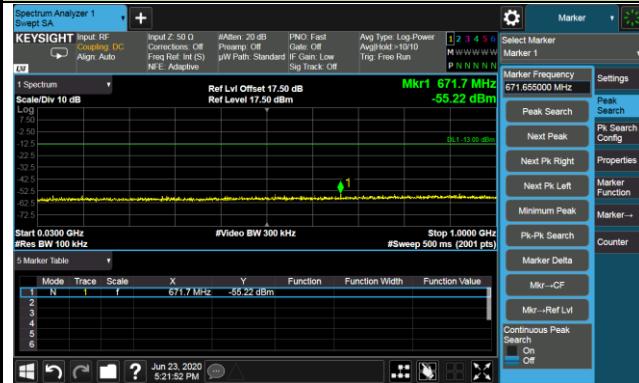 Spectrum Analyzer 1
Swept SA
+
Marker
KEYSIGHT
Input: RF
Coupling: DC
Align: Auto
Input Z: 50 Ω
Corrections: Off
Freq Ref: Int (S)
NFE: Adaptive
#Atten: 20 dB
Preamp: Off
µW Path: Standard
PNO: Fast
Gate: Off
IF Gain: Low
Sig Track: Off
Avg Type: Log-Power
Avg|Hold:>10/10
Trig: Free Run
1 2 3 4 5 6
M W W W W W
P N N N N N
LXI
Select Marker
Marker 1
Marker Frequency
671.655000 MHz
Peak Search
Next Peak
Next Pk Right
Next Pk Left
Minimum Peak
Pk-Pk Search
Marker Delta
Mkr→CF
Mkr→Ref Lvl
Continuous Peak Search
On
Off
Settings
Peak Search
Pk Search Config
Properties
Marker Function
Marker→
Counter
1 Spectrum
Scale/Div 10 dB
Ref Lvl Offset 17.50 dB
Ref Level 17.50 dBm
Mkr1 671.7 MHz
-55.22 dBm
Log
7.50
-2.50
-12.5
-22.5
-32.5
-42.5
-52.5
-62.5
-72.5
DL1 -13.00 dBm
1
Start 0.0300 GHz
#Res BW 100 kHz
#Video BW 300 kHz
Stop 1.0000 GHz
#Sweep 500 ms (2001 pts)
5 Marker Table
Mode Trace Scale X Y Function Function Width Function Value
1 N 1 f 671.7 MHz -55.22 dBm
2
3
4
5
6
?
Jun 23, 2020
5:21:52 PM